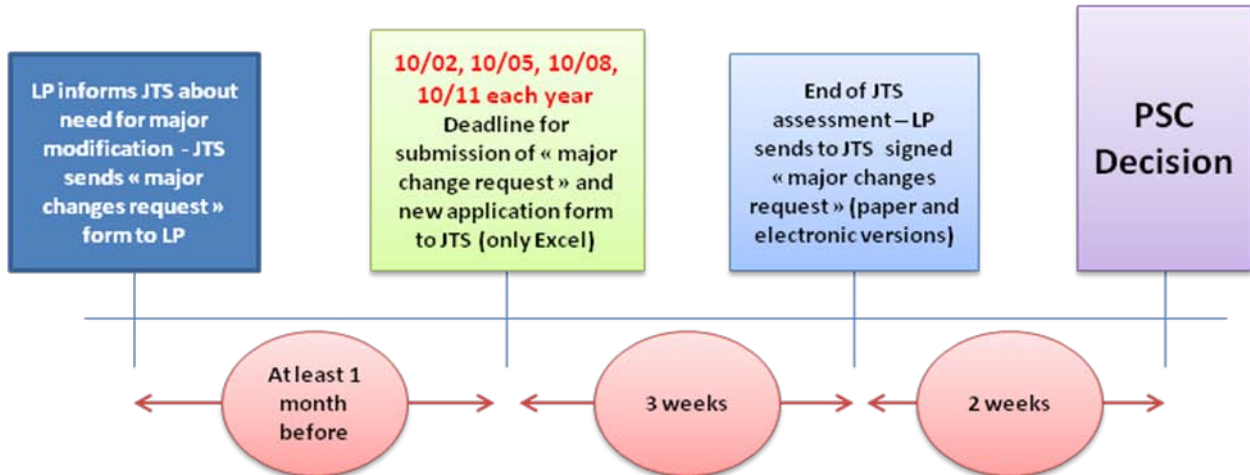 LP informs JTS about
need for major
modification - JTS
sends « major
changes request »
form to LP
10/02, 10/05, 10/08,
10/11 each year
Deadline for
submission of « major
change request » and
new application form
to JTS (only Excel)
End of JTS
assessment – LP
sends to JTS signed
« major changes
request » (paper and
electronic versions)
PSC
Decision
At least 1
month
before
3 weeks
2 weeks